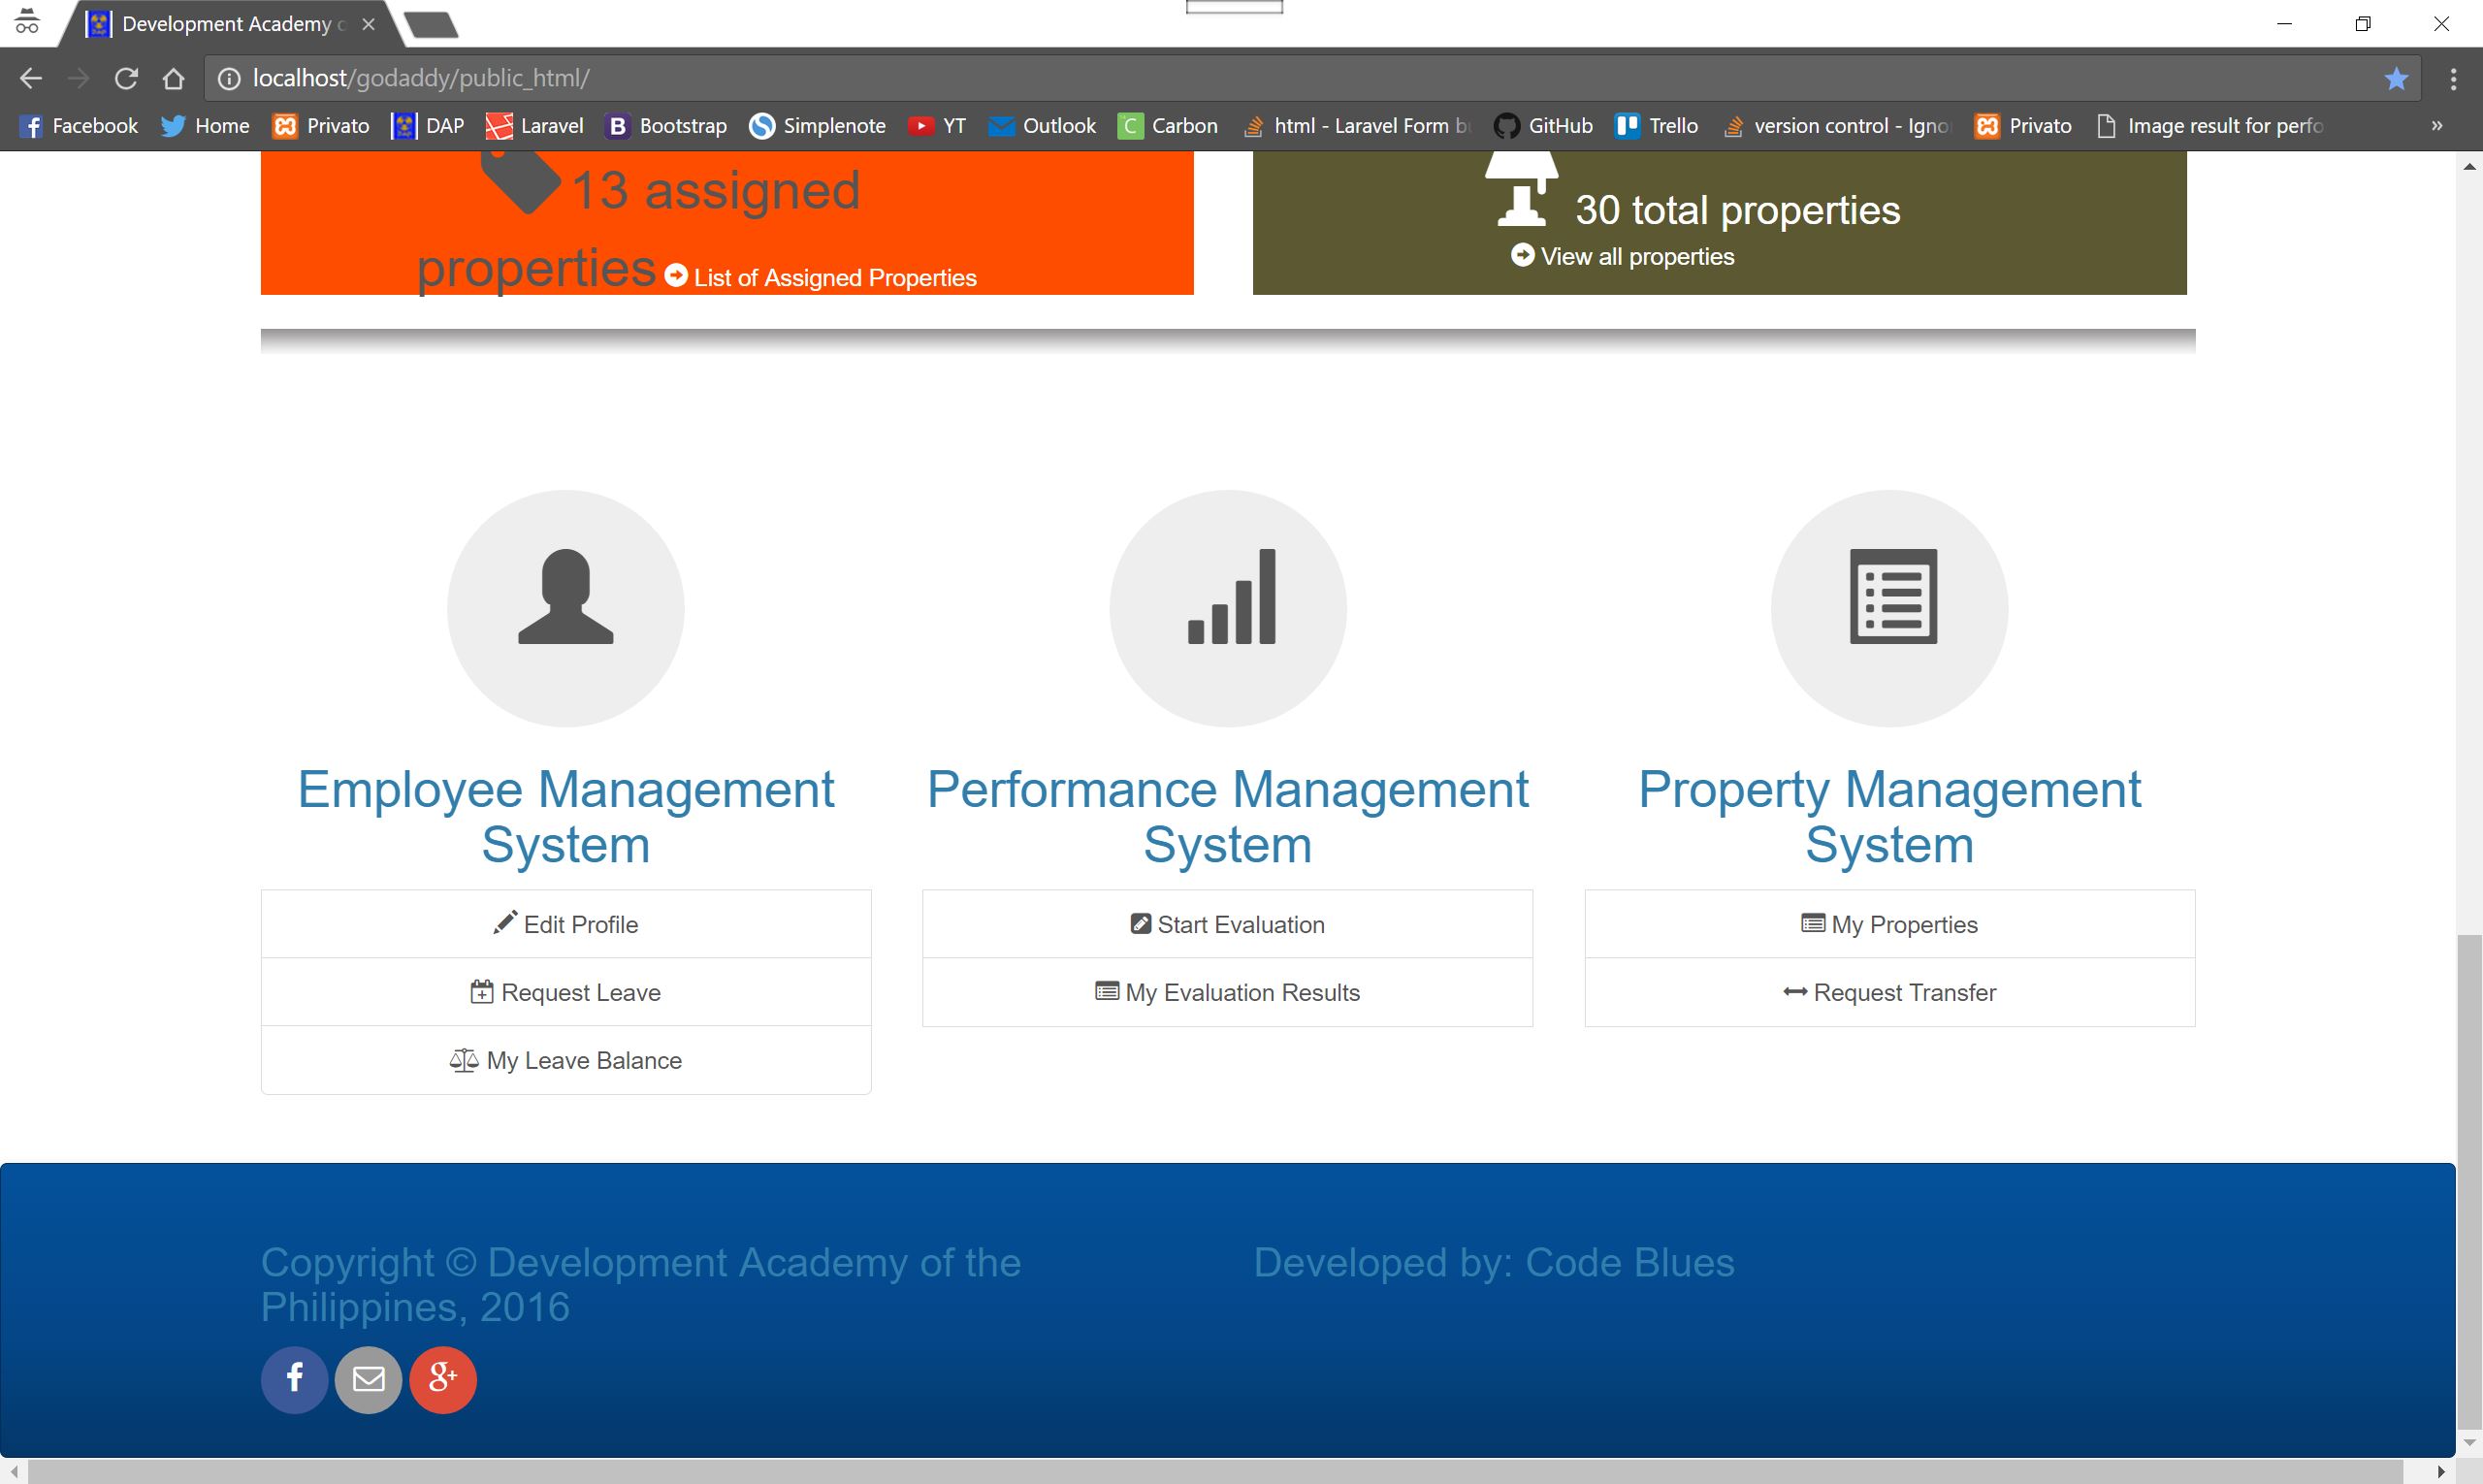 Development Academy
localhost/godaddy/public_html/
Facebook Home Privato DAP Laravel Bootstrap Simplenote YT Outlook Carbon html - Laravel Form GitHub Trello version control - Privato Image result for
13 assigned
properties List of Assigned Properties
30 total properties
View all properties
Employee Management
System
Edit Profile
Request Leave
My Leave Balance
Performance Management
System
Start Evaluation
My Evaluation Results
Property Management
System
My Properties
Request Transfer
Copyright © Development Academy of the
Philippines, 2016
Developed by: Code Blues